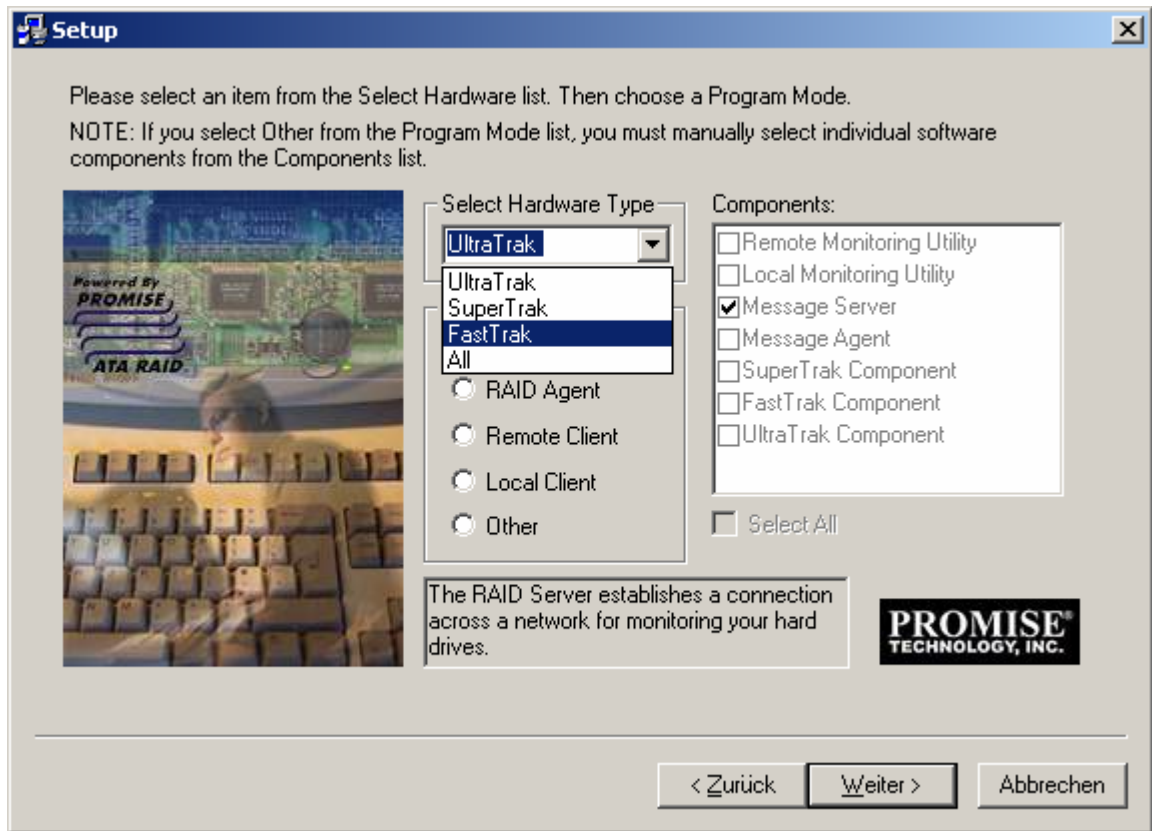 Setup
Please select an item from the Select Hardware list. Then choose a Program Mode.
NOTE: If you select Other from the Program Mode list, you must manually select individual software
components from the Components list.
Powered By
PROMISE
ATA RAID
Select Hardware Type
UltraTrak
UltraTrak
SuperTrak
FastTrak
All
RAID Agent
Remote Client
Local Client
Other
Components:
Remote Monitoring Utility
Local Monitoring Utility
Message Server
Message Agent
SuperTrak Component
FastTrak Component
UltraTrak Component
Select All
The RAID Server establishes a connection
across a network for monitoring your hard
drives.
PROMISE®
TECHNOLOGY, INC.
< Zurück
Weiter >
Abbrechen